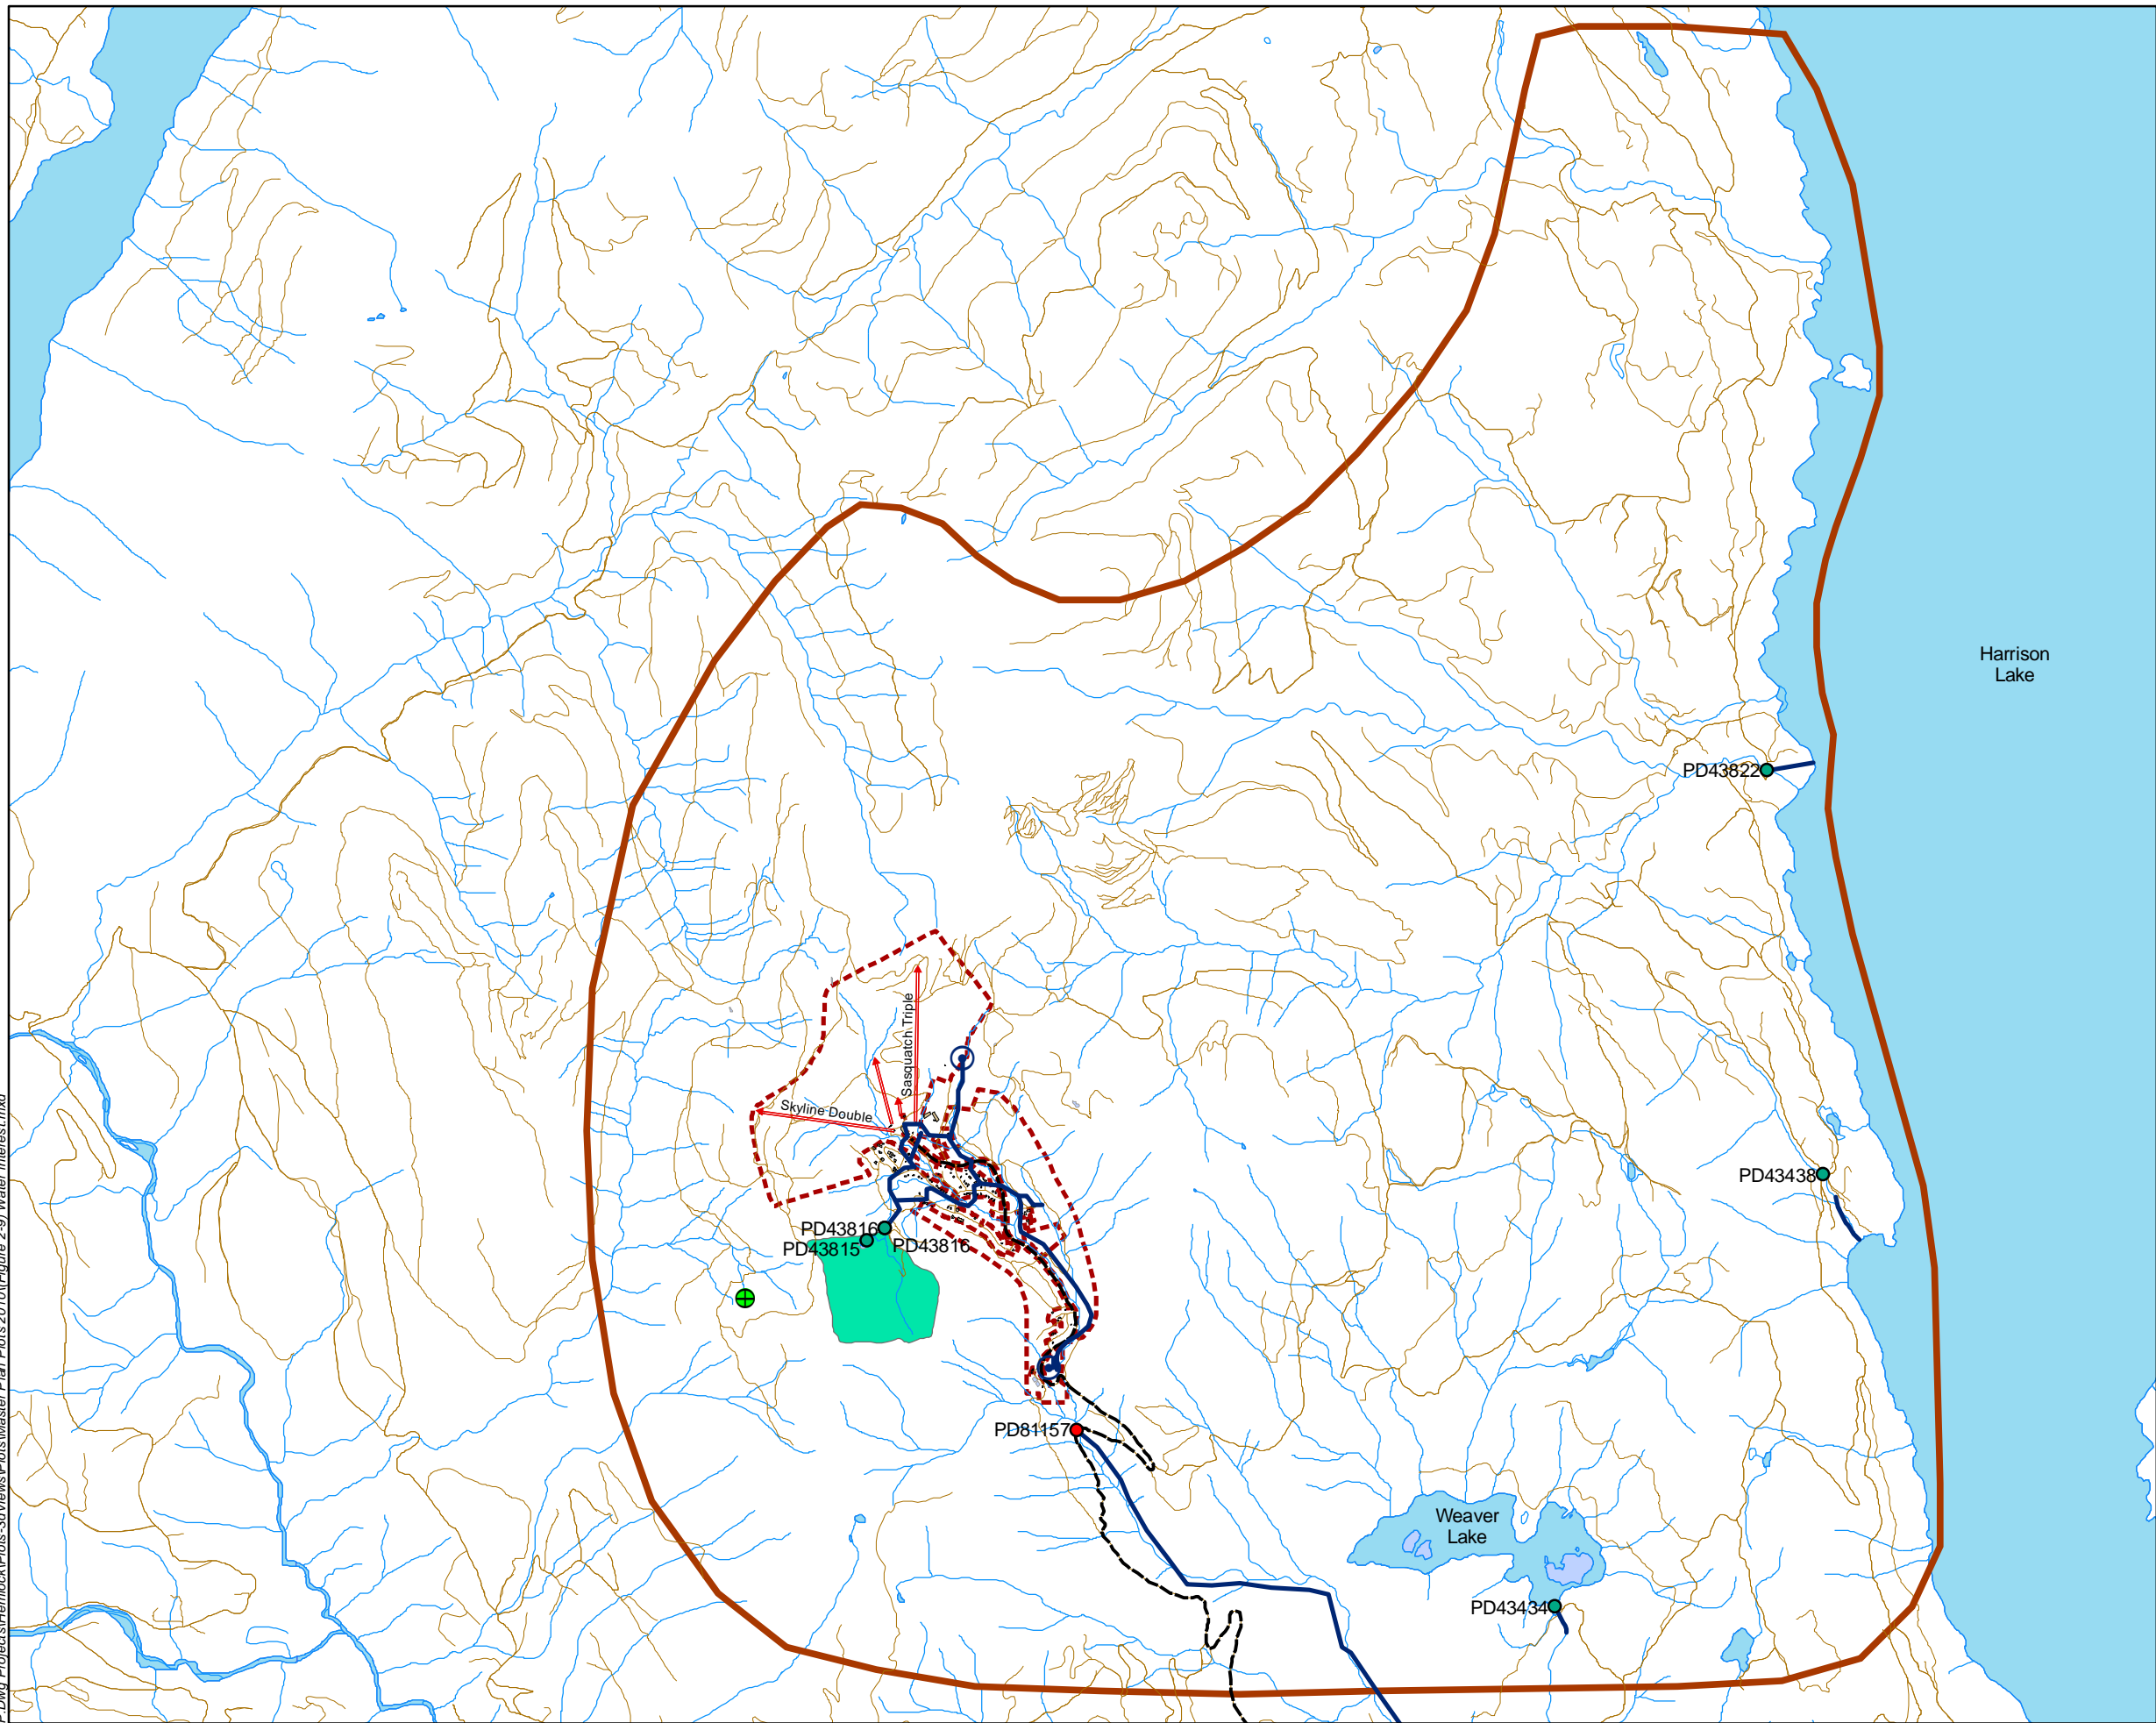 Harrison
Lake
PD43822
Sasquatch Triple
Skyline Double
PD43438
PD43816
PD43816
PD43815
PD81157
Weaver
Lake
PD43434